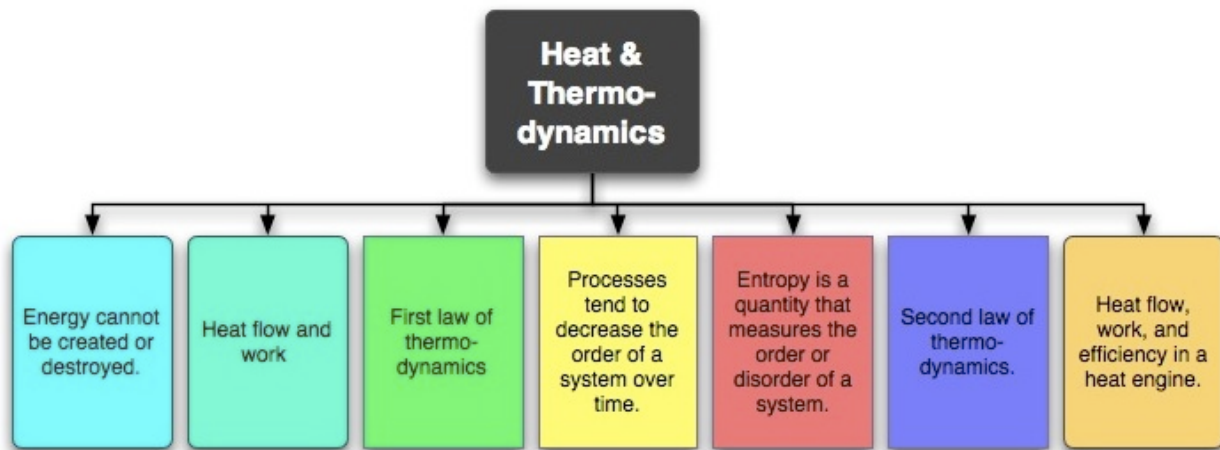 Heat &
Thermo-
dynamics
Energy cannot
be created or
destroyed.
Heat flow and
work
First law of
thermo-
dynamics
Processes
tend to
decrease the
order of a
system over
time.
Entropy is a
quantity that
measures the
order or
disorder of a
system.
Second law of
thermo-
dynamics.
Heat flow,
work, and
efficiency in a
heat engine.